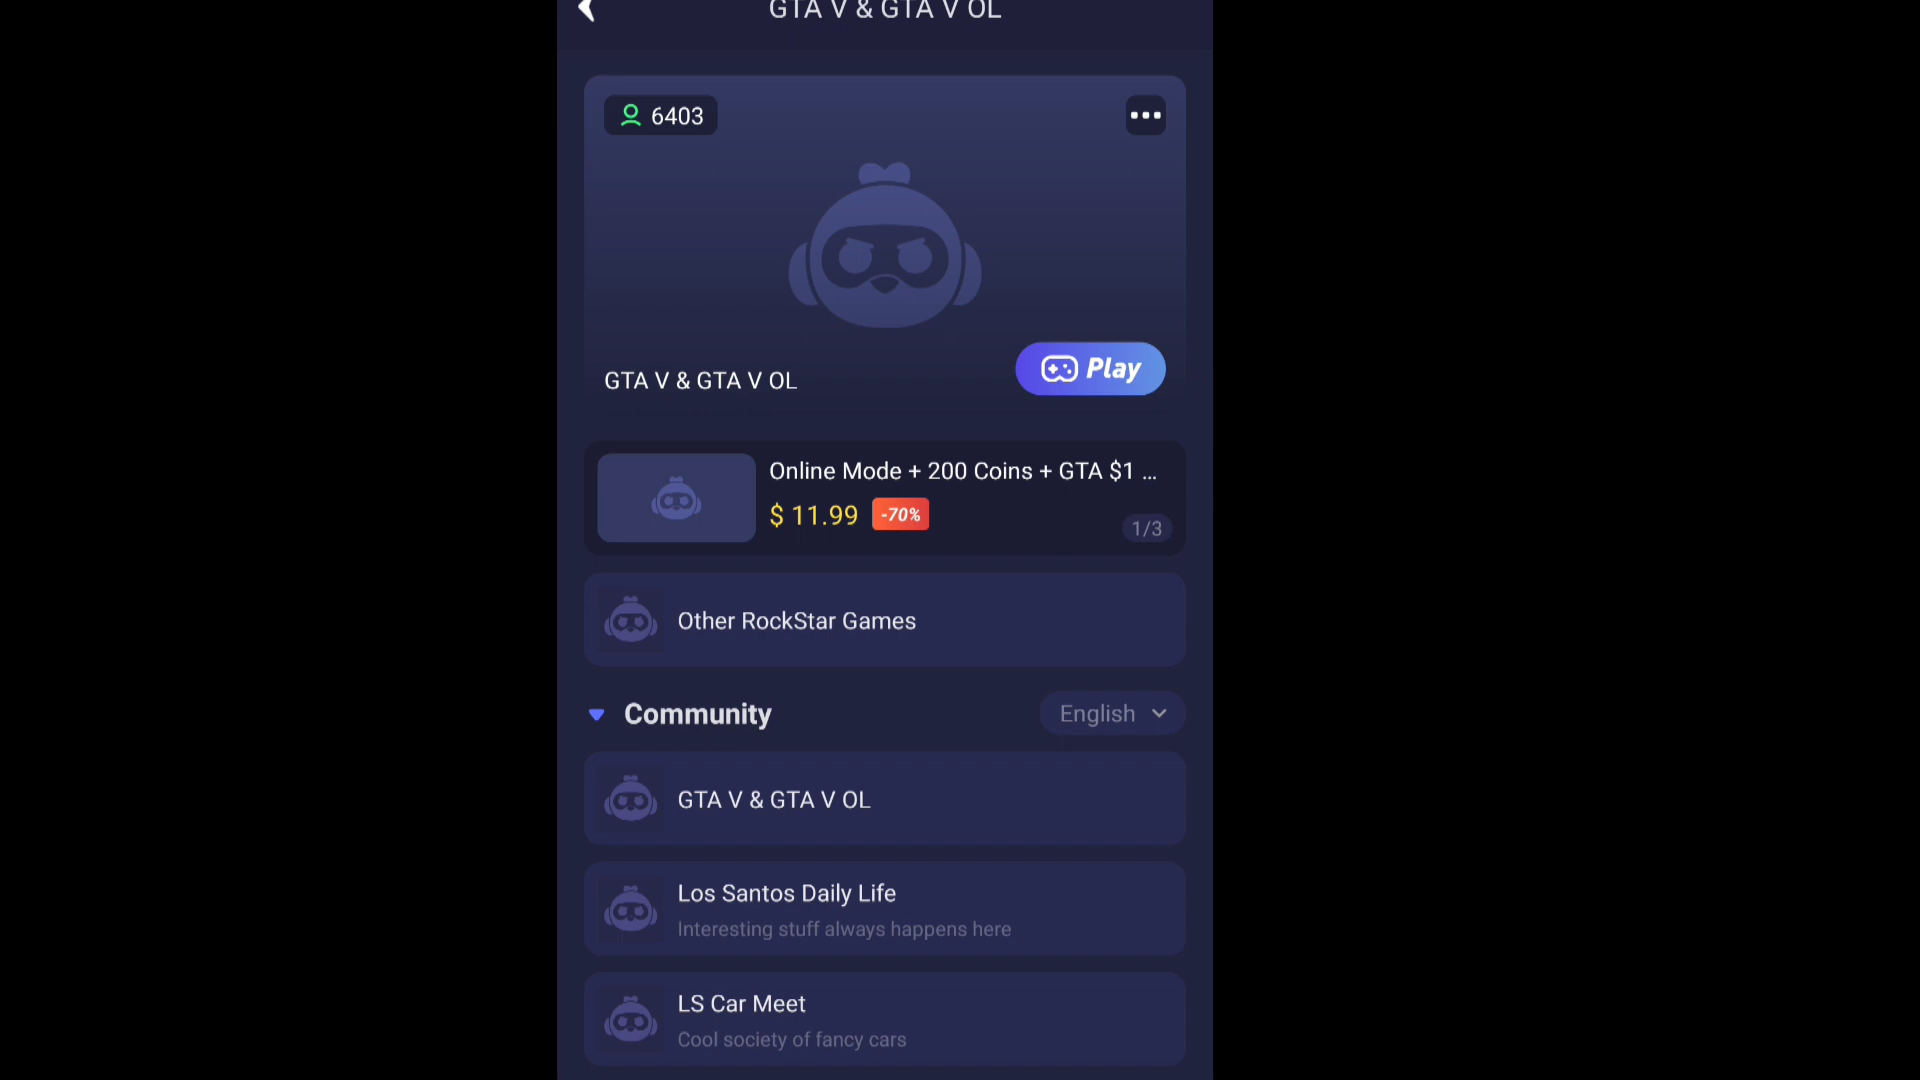 GTA V & GTA V OL
6403
GTA V & GTA V OL
Play
Online Mode + 200 Coins + GTA $1 ...
$ 11.99
-70%
1/3
Other RockStar Games
Community
English
GTA V & GTA V OL
Los Santos Daily Life
Interesting stuff always happens here
LS Car Meet
Cool society of fancy cars